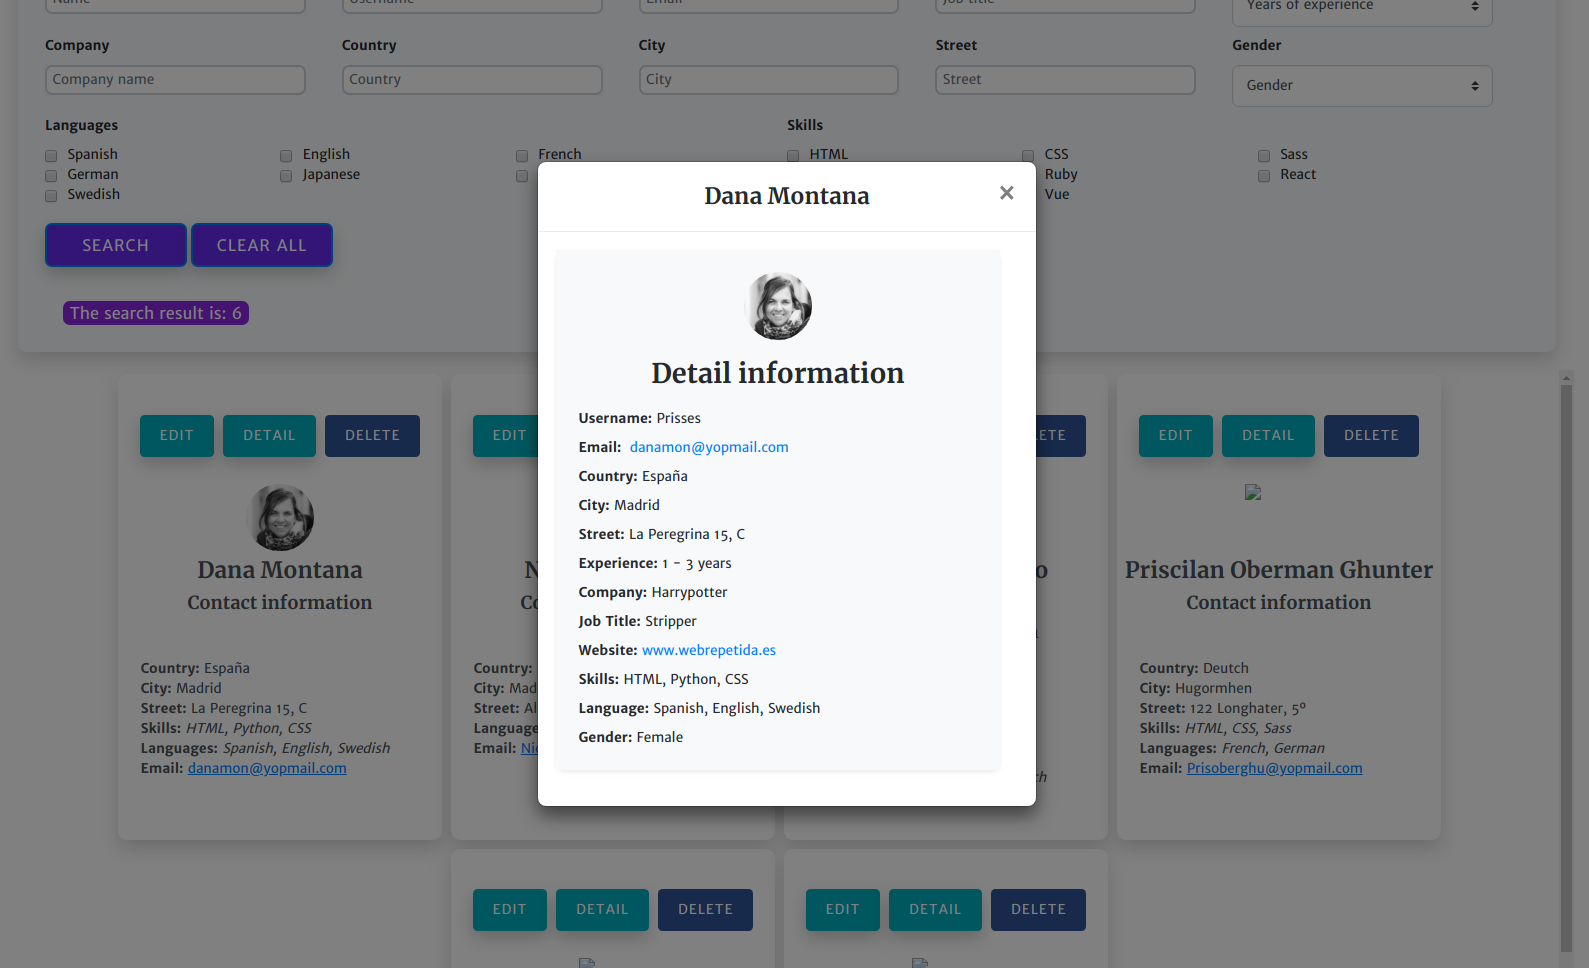 Name Username Email Job title Years of experience
Company Country City Street Gender
Company name Country City Street Gender
Languages Skills
Spanish English French HTML CSS Sass
German Japanese Ruby React
Swedish Vue
SEARCH CLEAR ALL
The search result is: 6
Dana Montana ×
Detail information
Username: Prisses
Email: danamon@yopmail.com
Country: España
City: Madrid
Street: La Peregrina 15, C
Experience: 1 - 3 years
Company: Harrypotter
Job Title: Stripper
Website: www.webrepetida.es
Skills: HTML, Python, CSS
Language: Spanish, English, Swedish
Gender: Female
EDIT DETAIL DELETE
Dana Montana
Contact information
Country: España
City: Madrid
Street: La Peregrina 15, C
Skills: HTML, Python, CSS
Languages: Spanish, English, Swedish
Email: danamon@yopmail.com
EDIT
Country:
City:
Street:
Email:
EDIT DETAIL DELETE
Priscilan Oberman Ghunter
Contact information
Country: Deutch
City: Hugormhen
Street: 122 Longhater, 5º
Skills: HTML, CSS, Sass
Languages: French, German
Email: Prisoberghu@yopmail.com
EDIT DETAIL DELETE
EDIT DETAIL DELETE